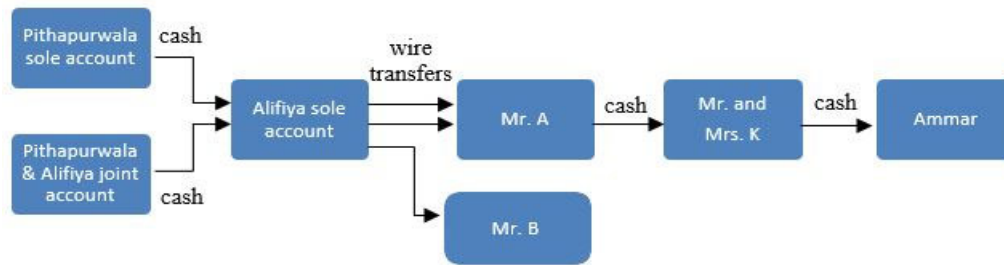 Pithapurwala
sole account
cash
Pithapurwala
& Alifiya joint
account
cash
Alifiya sole
account
wire
transfers
Mr. A
Mr. B
cash
Mr. and
Mrs. K
cash
Ammar